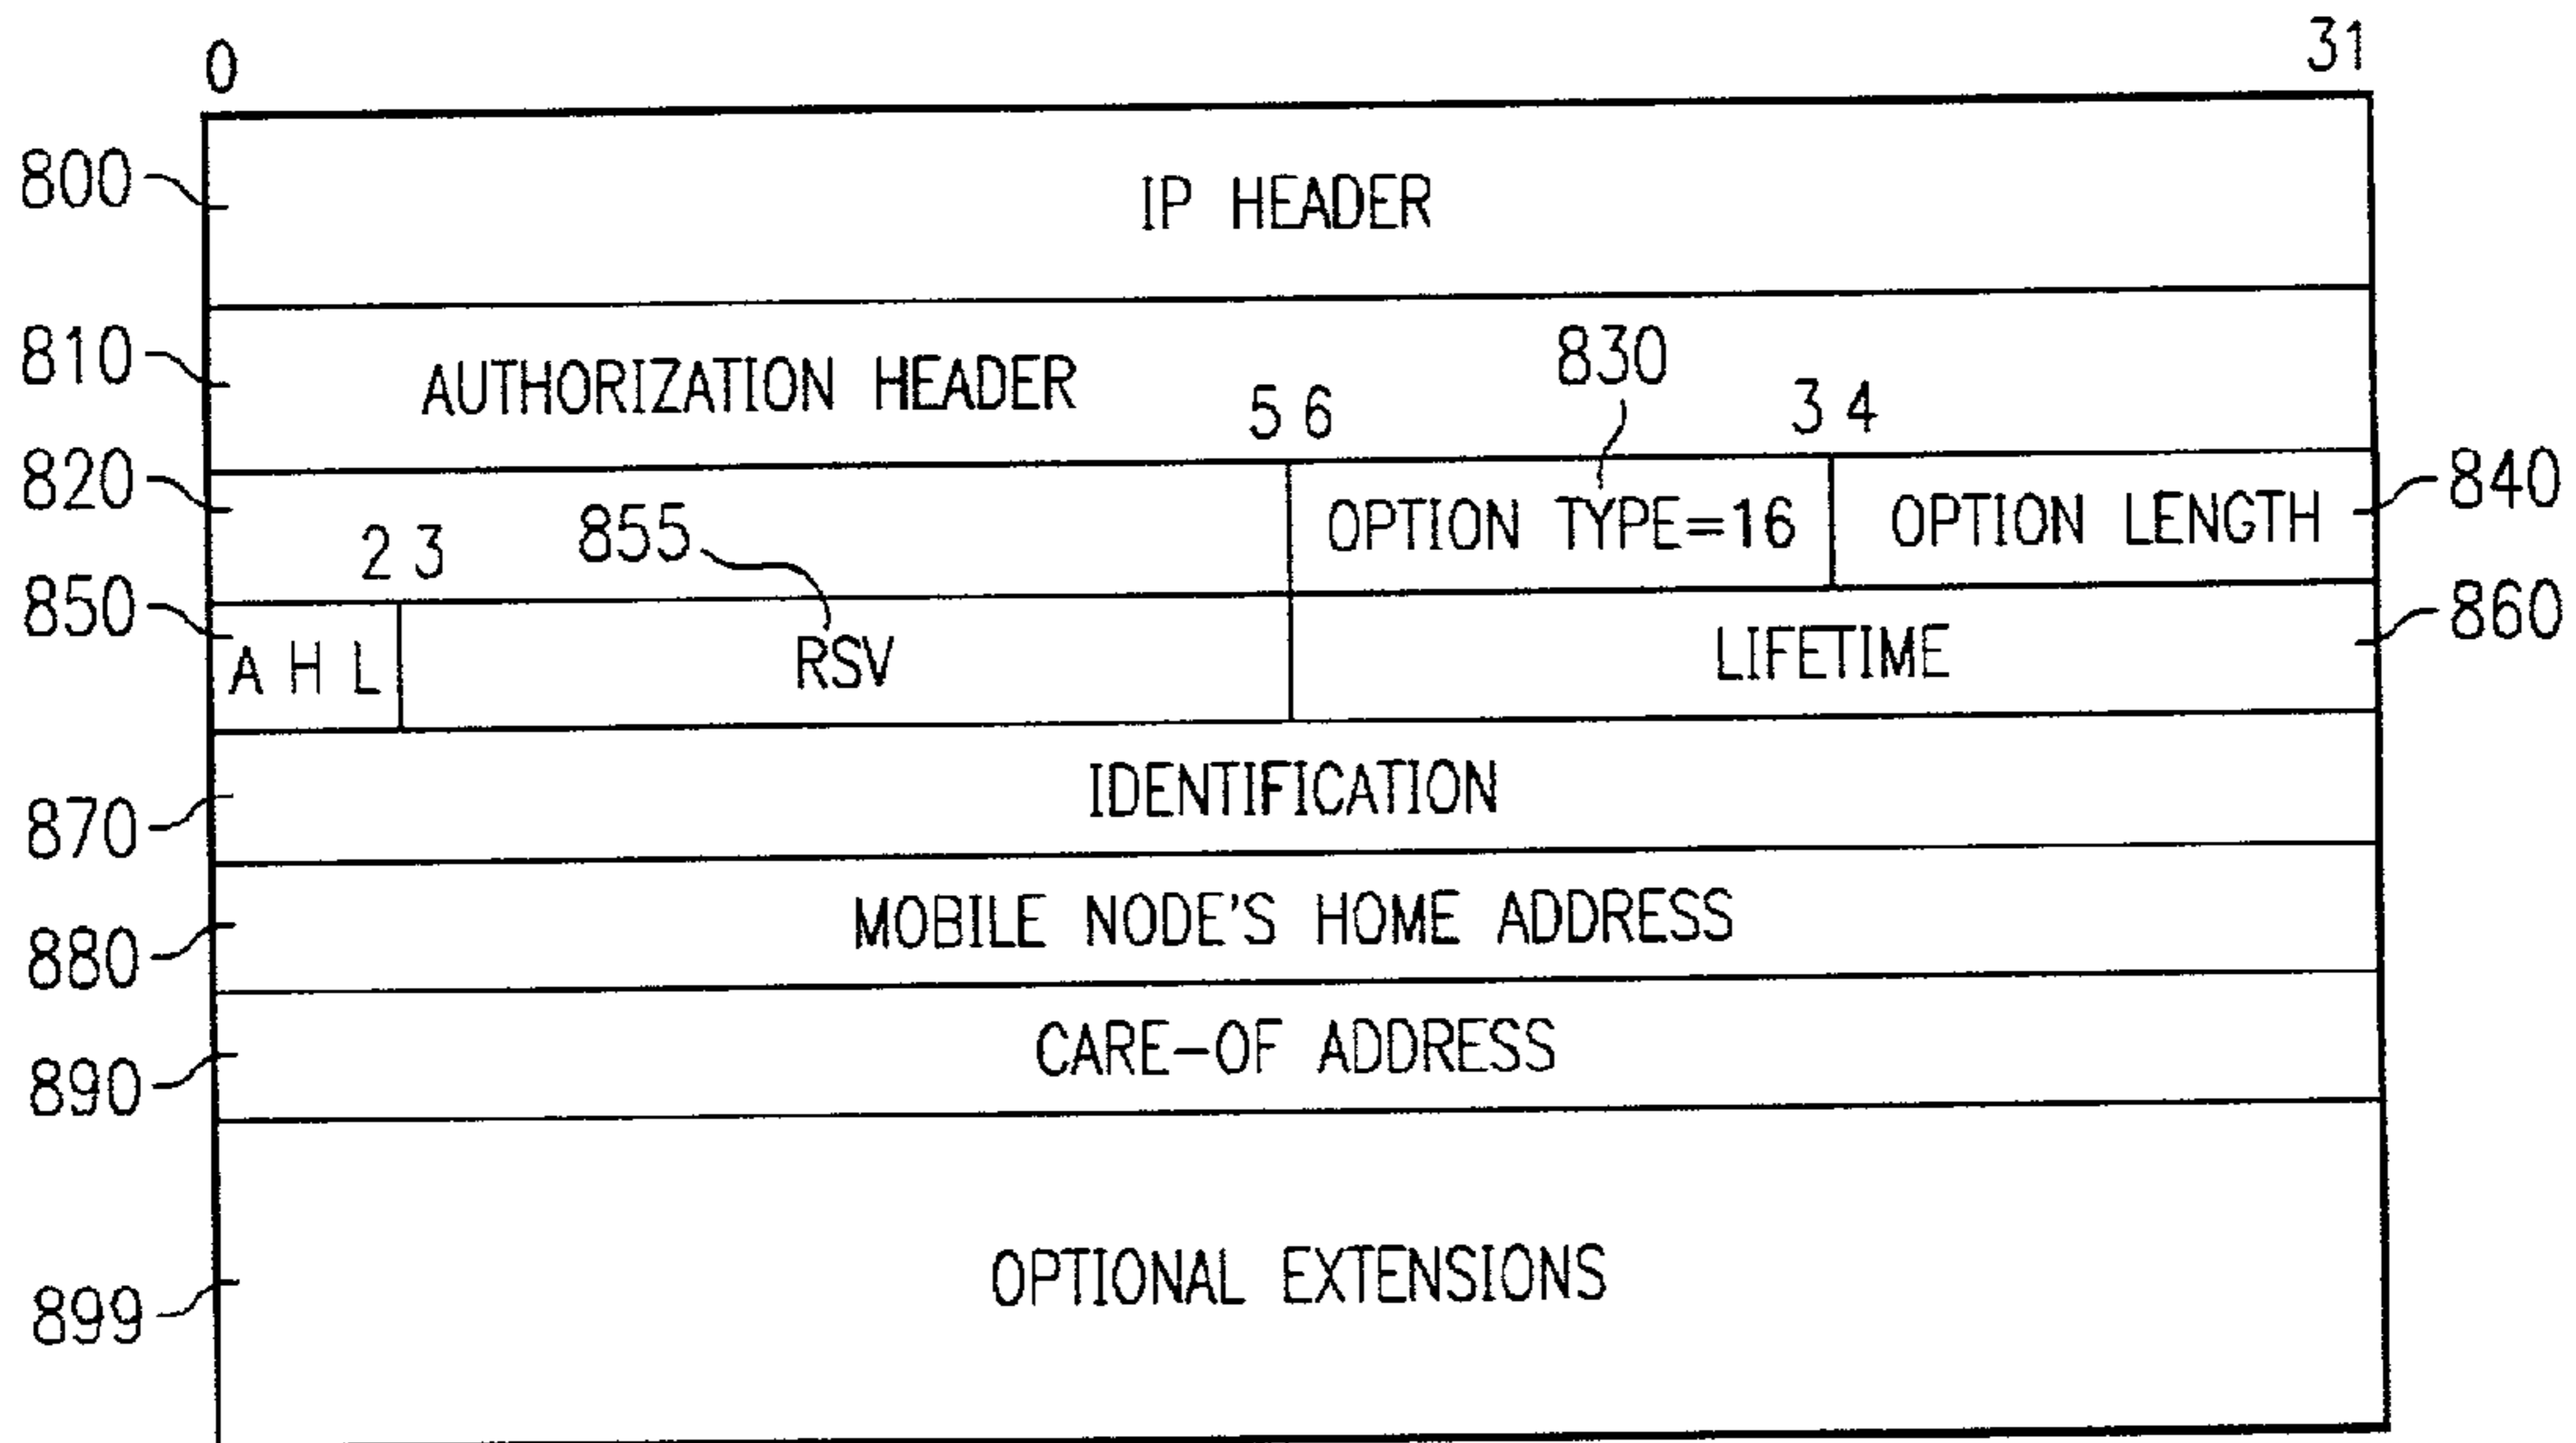 0 31
800 IP HEADER
810 AUTHORIZATION HEADER 830
5 6 3 4
820 OPTION TYPE=16 OPTION LENGTH 840
2 3 855
850 A H L RSV LIFETIME 860
870 IDENTIFICATION
880 MOBILE NODE'S HOME ADDRESS
890 CARE-OF ADDRESS
899 OPTIONAL EXTENSIONS